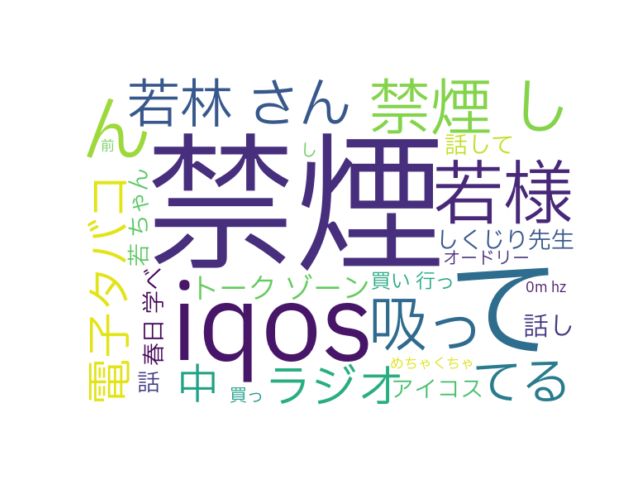 若林 さん
禁煙 し
ん
前
し
話して
禁煙
若様
若 ちゃん
電子タバコ
しくじり先生
オードリー
春日 学べ
トーク ゾーン
買い 行っ
0m hz
iqos
吸っ
て
話し
めちゃくちゃ
話
中
買っ
ラジオ
アイコス
てる